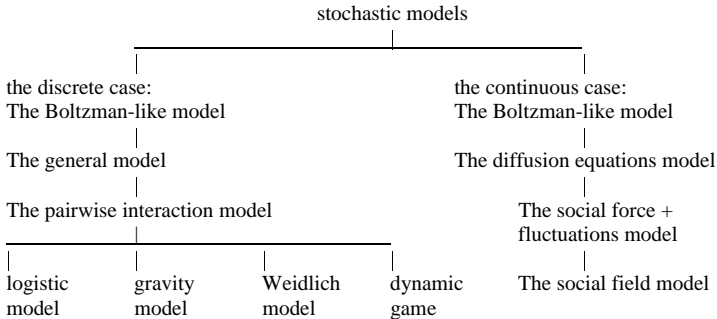 stochastic models
the discrete case:
The Boltzman-like model
the continuous case:
The Boltzman-like model
The general model
The diffusion equations model
The pairwise interaction model
The social force +
fluctuations model
logistic
model
gravity
model
Weidlich
model
dynamic
game
The social field model